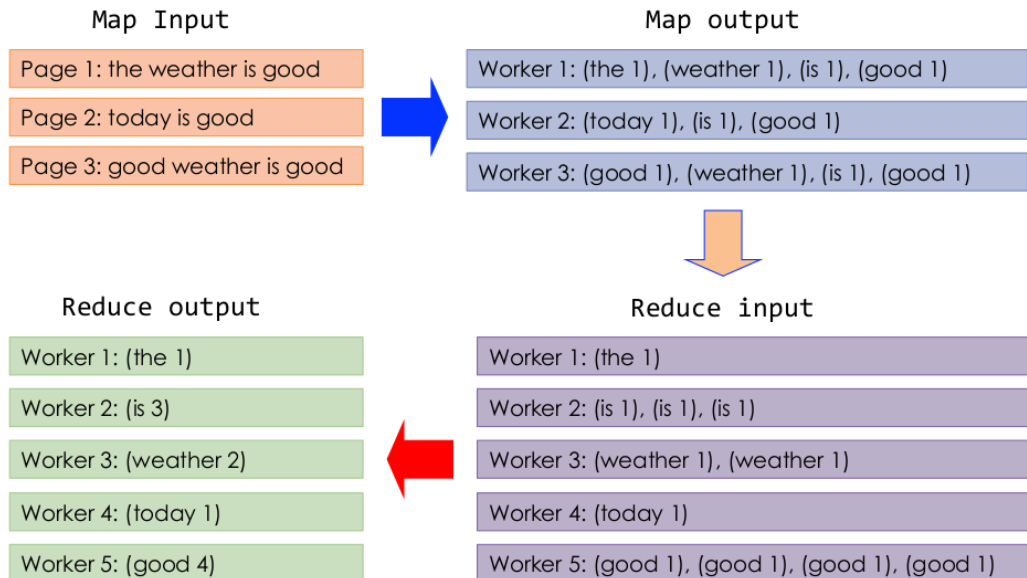 Map Input
Page 1: the weather is good
Page 2: today is good
Page 3: good weather is good
Map output
Worker 1: (the 1), (weather 1), (is 1), (good 1)
Worker 2: (today 1), (is 1), (good 1)
Worker 3: (good 1), (weather 1), (is 1), (good 1)
Reduce input
Worker 1: (the 1)
Worker 2: (is 1), (is 1), (is 1)
Worker 3: (weather 1), (weather 1)
Worker 4: (today 1)
Worker 5: (good 1), (good 1), (good 1), (good 1)
Reduce output
Worker 1: (the 1)
Worker 2: (is 3)
Worker 3: (weather 2)
Worker 4: (today 1)
Worker 5: (good 4)